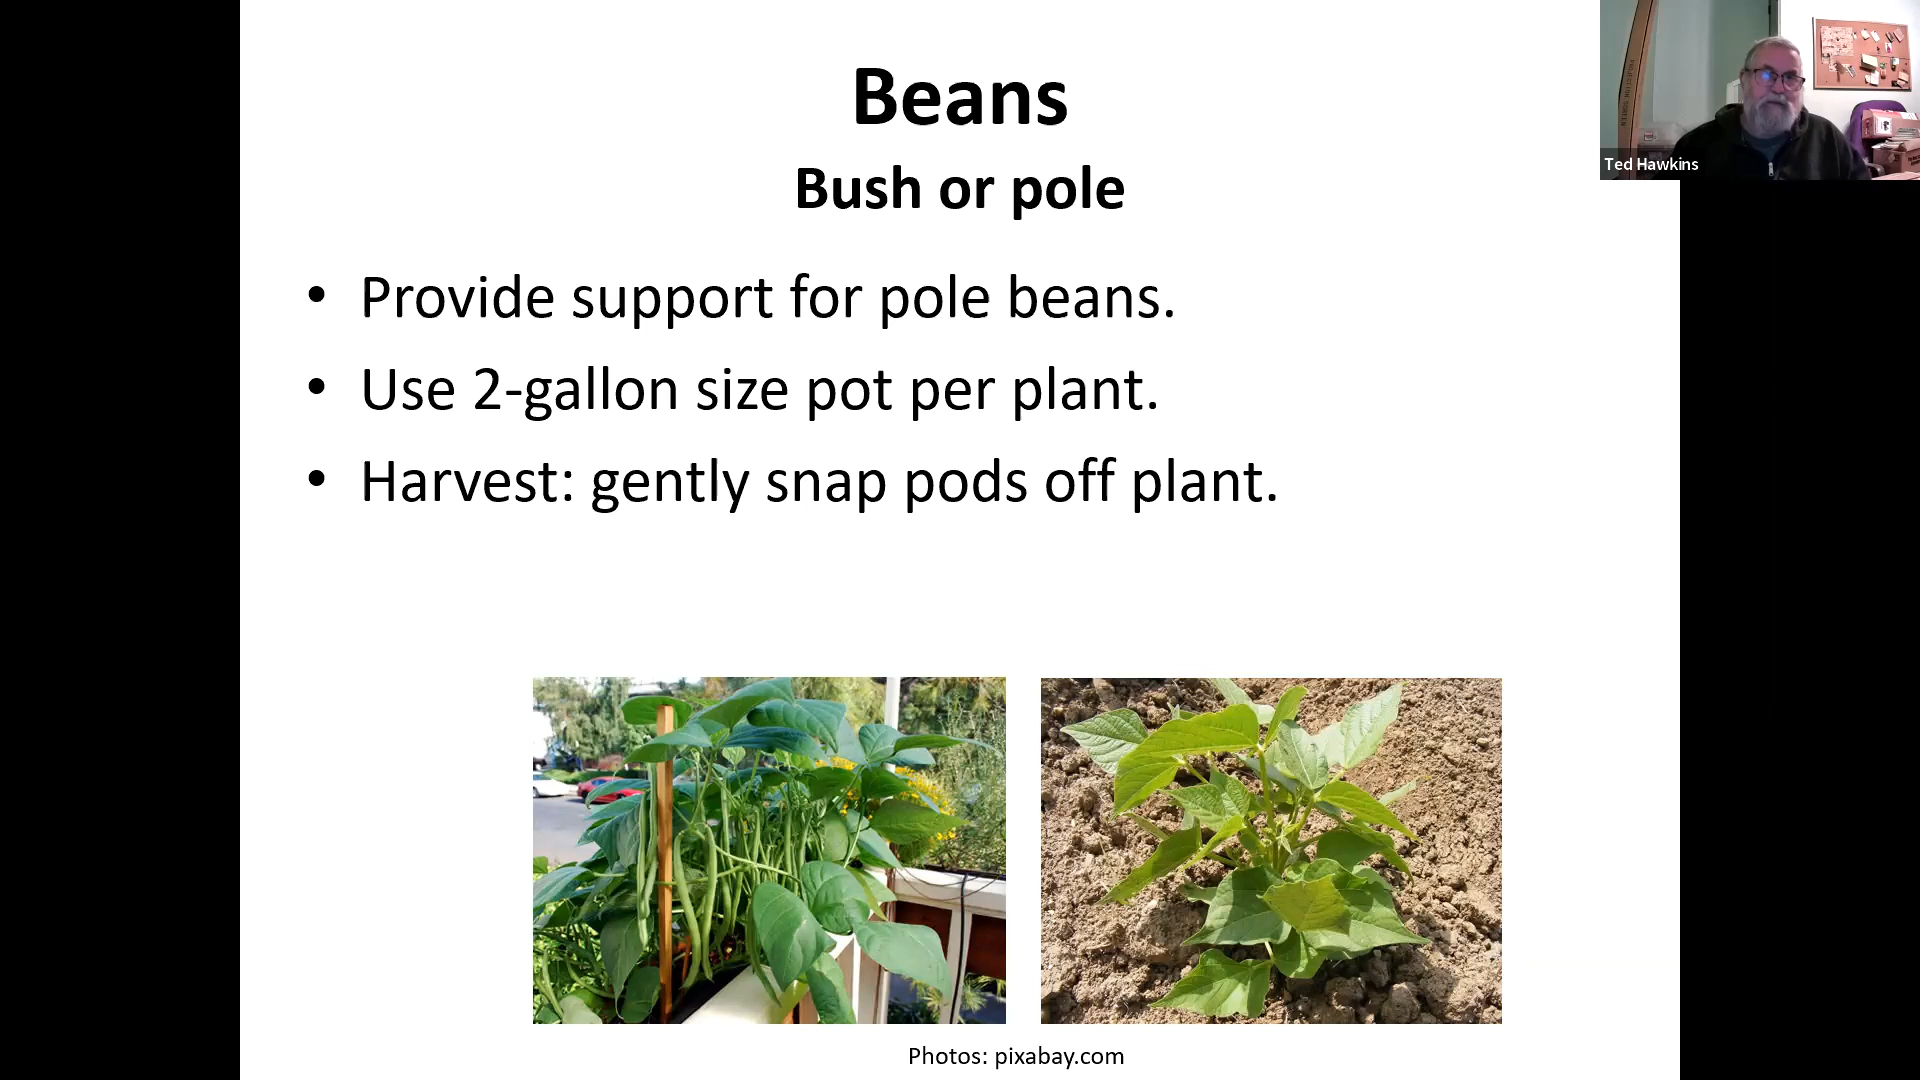 Beans
Bush or pole
• Provide support for pole beans.
• Use 2-gallon size pot per plant.
• Harvest: gently snap pods off plant.
Photos: pixabay.com
Ted Hawkins